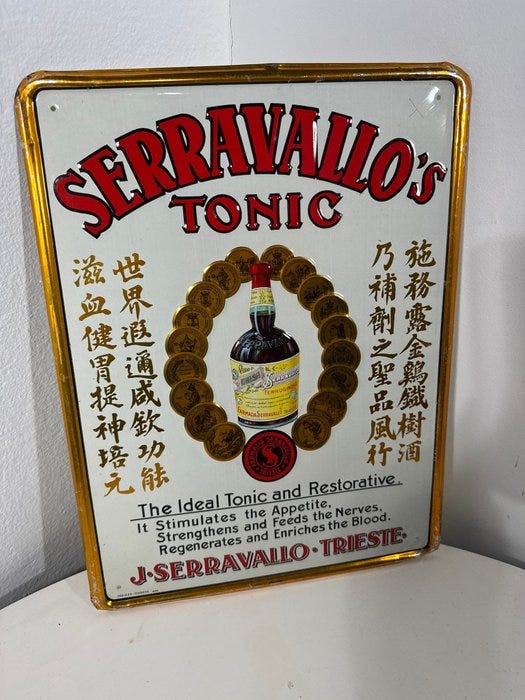 SERRAVALLO'S
TONIC
施務露金鷄鐵樹酒
乃補劑之聖品風行
世界遐邇咸欽功能
滋血健胃提神培元
SERRAVALLO
The Ideal Tonic and Restorative.
It Stimulates the Appetite,
Strengthens and Feeds the Nerves,
Regenerates and Enriches the Blood.
J·SERRAVALLO·TRIESTE·